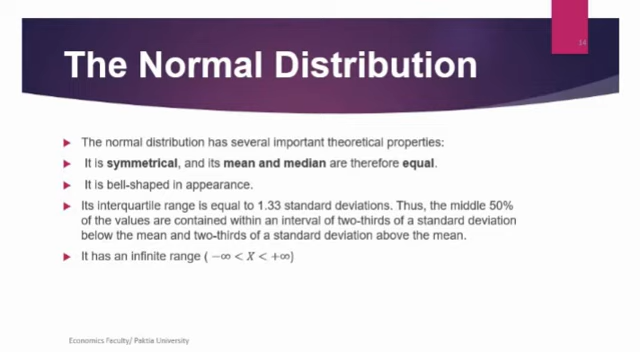 34
The Normal Distribution
The normal distribution has several important theoretical properties:
It is symmetrical, and its mean and median are therefore equal.
It is bell-shaped in appearance.
Its interquartile range is equal to 1.33 standard deviations. Thus, the middle 50%
of the values are contained within an interval of two-thirds of a standard deviation
below the mean and two-thirds of a standard deviation above the mean.
It has an infinite range ( −∞ < X < +∞)
Economics Faculty/ Paktia University